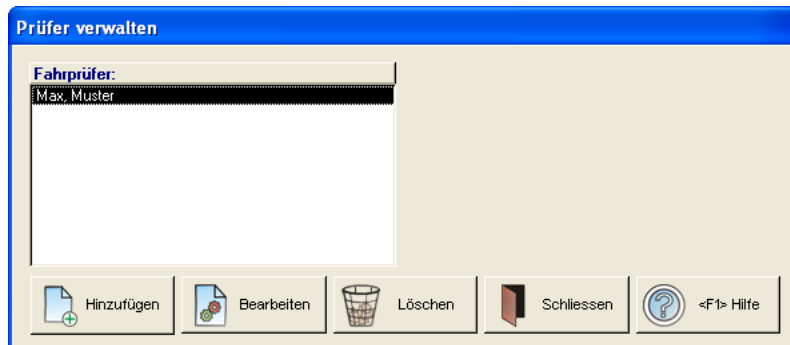 Prüfer verwalten
Fahrprüfer:
Max, Muster
Hinzufügen Bearbeiten Löschen Schliessen <F1> Hilfe